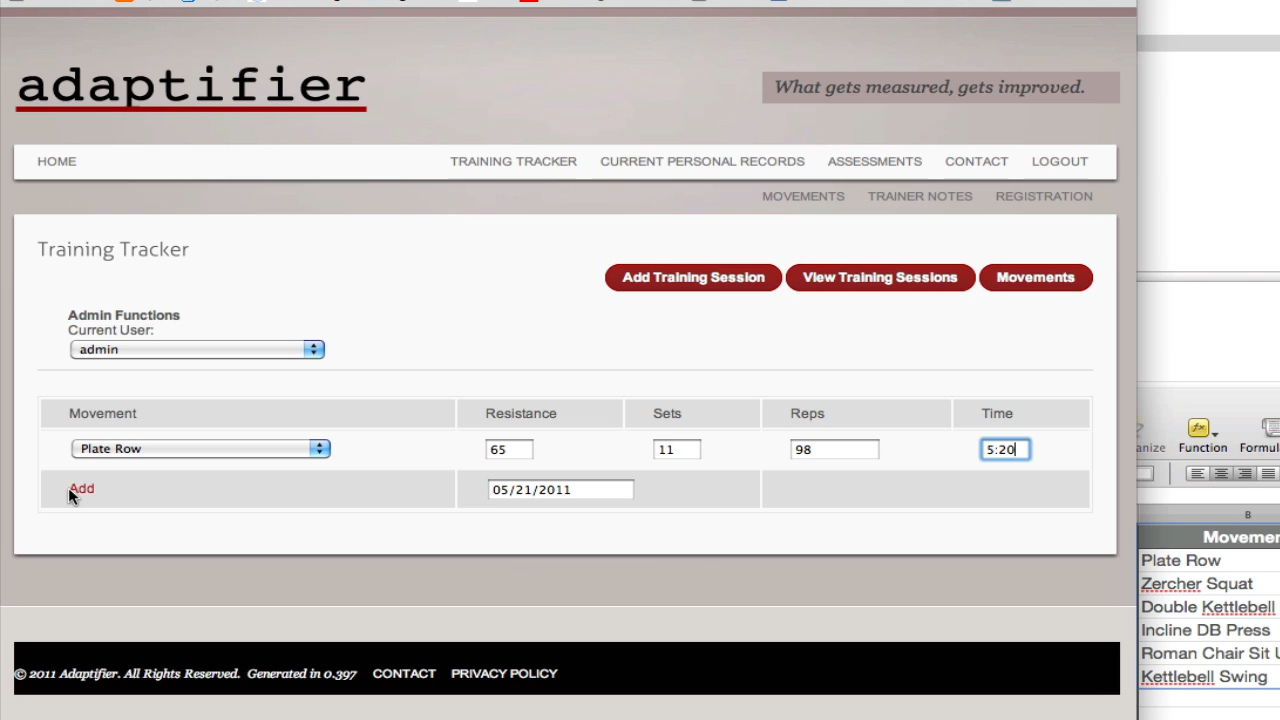 adaptifier
What gets measured, gets improved.
HOME TRAINING TRACKER CURRENT PERSONAL RECORDS ASSESSMENTS CONTACT LOGOUT
MOVEMENTS TRAINER NOTES REGISTRATION
Training Tracker
Add Training Session View Training Sessions Movements
Admin Functions
Current User:
admin
Movement Resistance Sets Reps Time
Plate Row 65 11 98 5:20
Add 05/21/2011
© 2011 Adaptifier. All Rights Reserved. Generated in 0.397 CONTACT PRIVACY POLICY
Function
B
Plate Row
Zercher Squat
Double Kettlebell
Incline DB Press
Roman Chair Sit
Kettlebell Swing